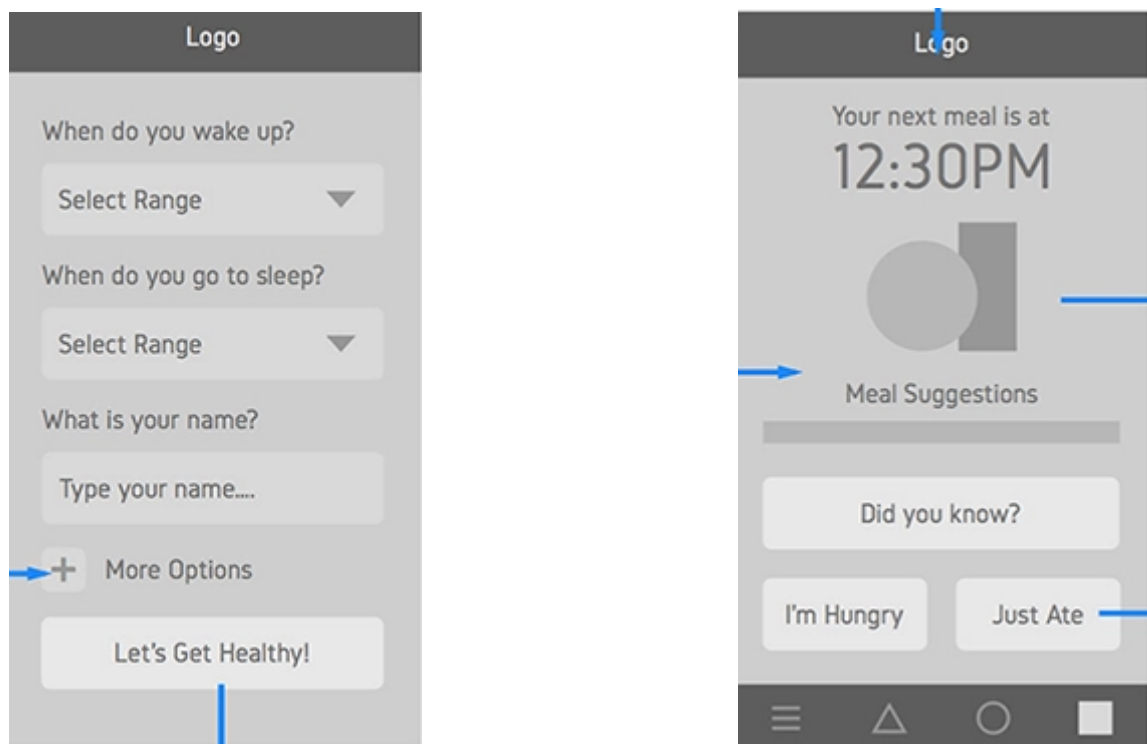 Logo
When do you wake up?
Select Range
When do you go to sleep?
Select Range
What is your name?
Type your name....
More Options
Let's Get Healthy!
Logo
Your next meal is at
12:30PM
Meal Suggestions
Did you know?
I'm Hungry
Just Ate